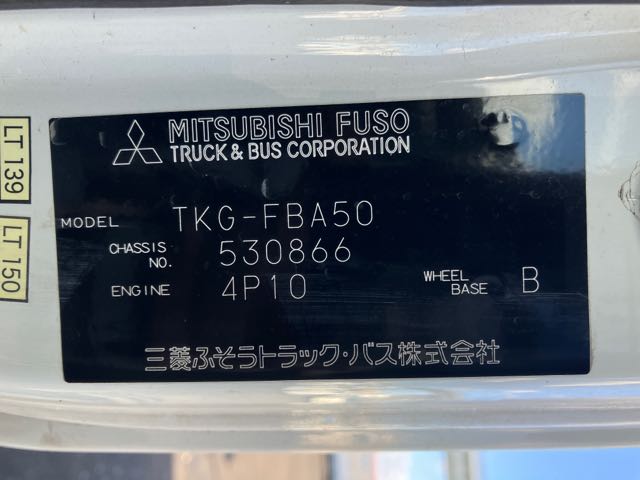 MITSUBISHI FUSO
TRUCK & BUS CORPORATION
MODEL TKG-FBA50
CHASSIS NO. 530866
ENGINE 4P10 WHEEL BASE B
三菱ふそうトラック・バス株式会社
LT 139
LT 150